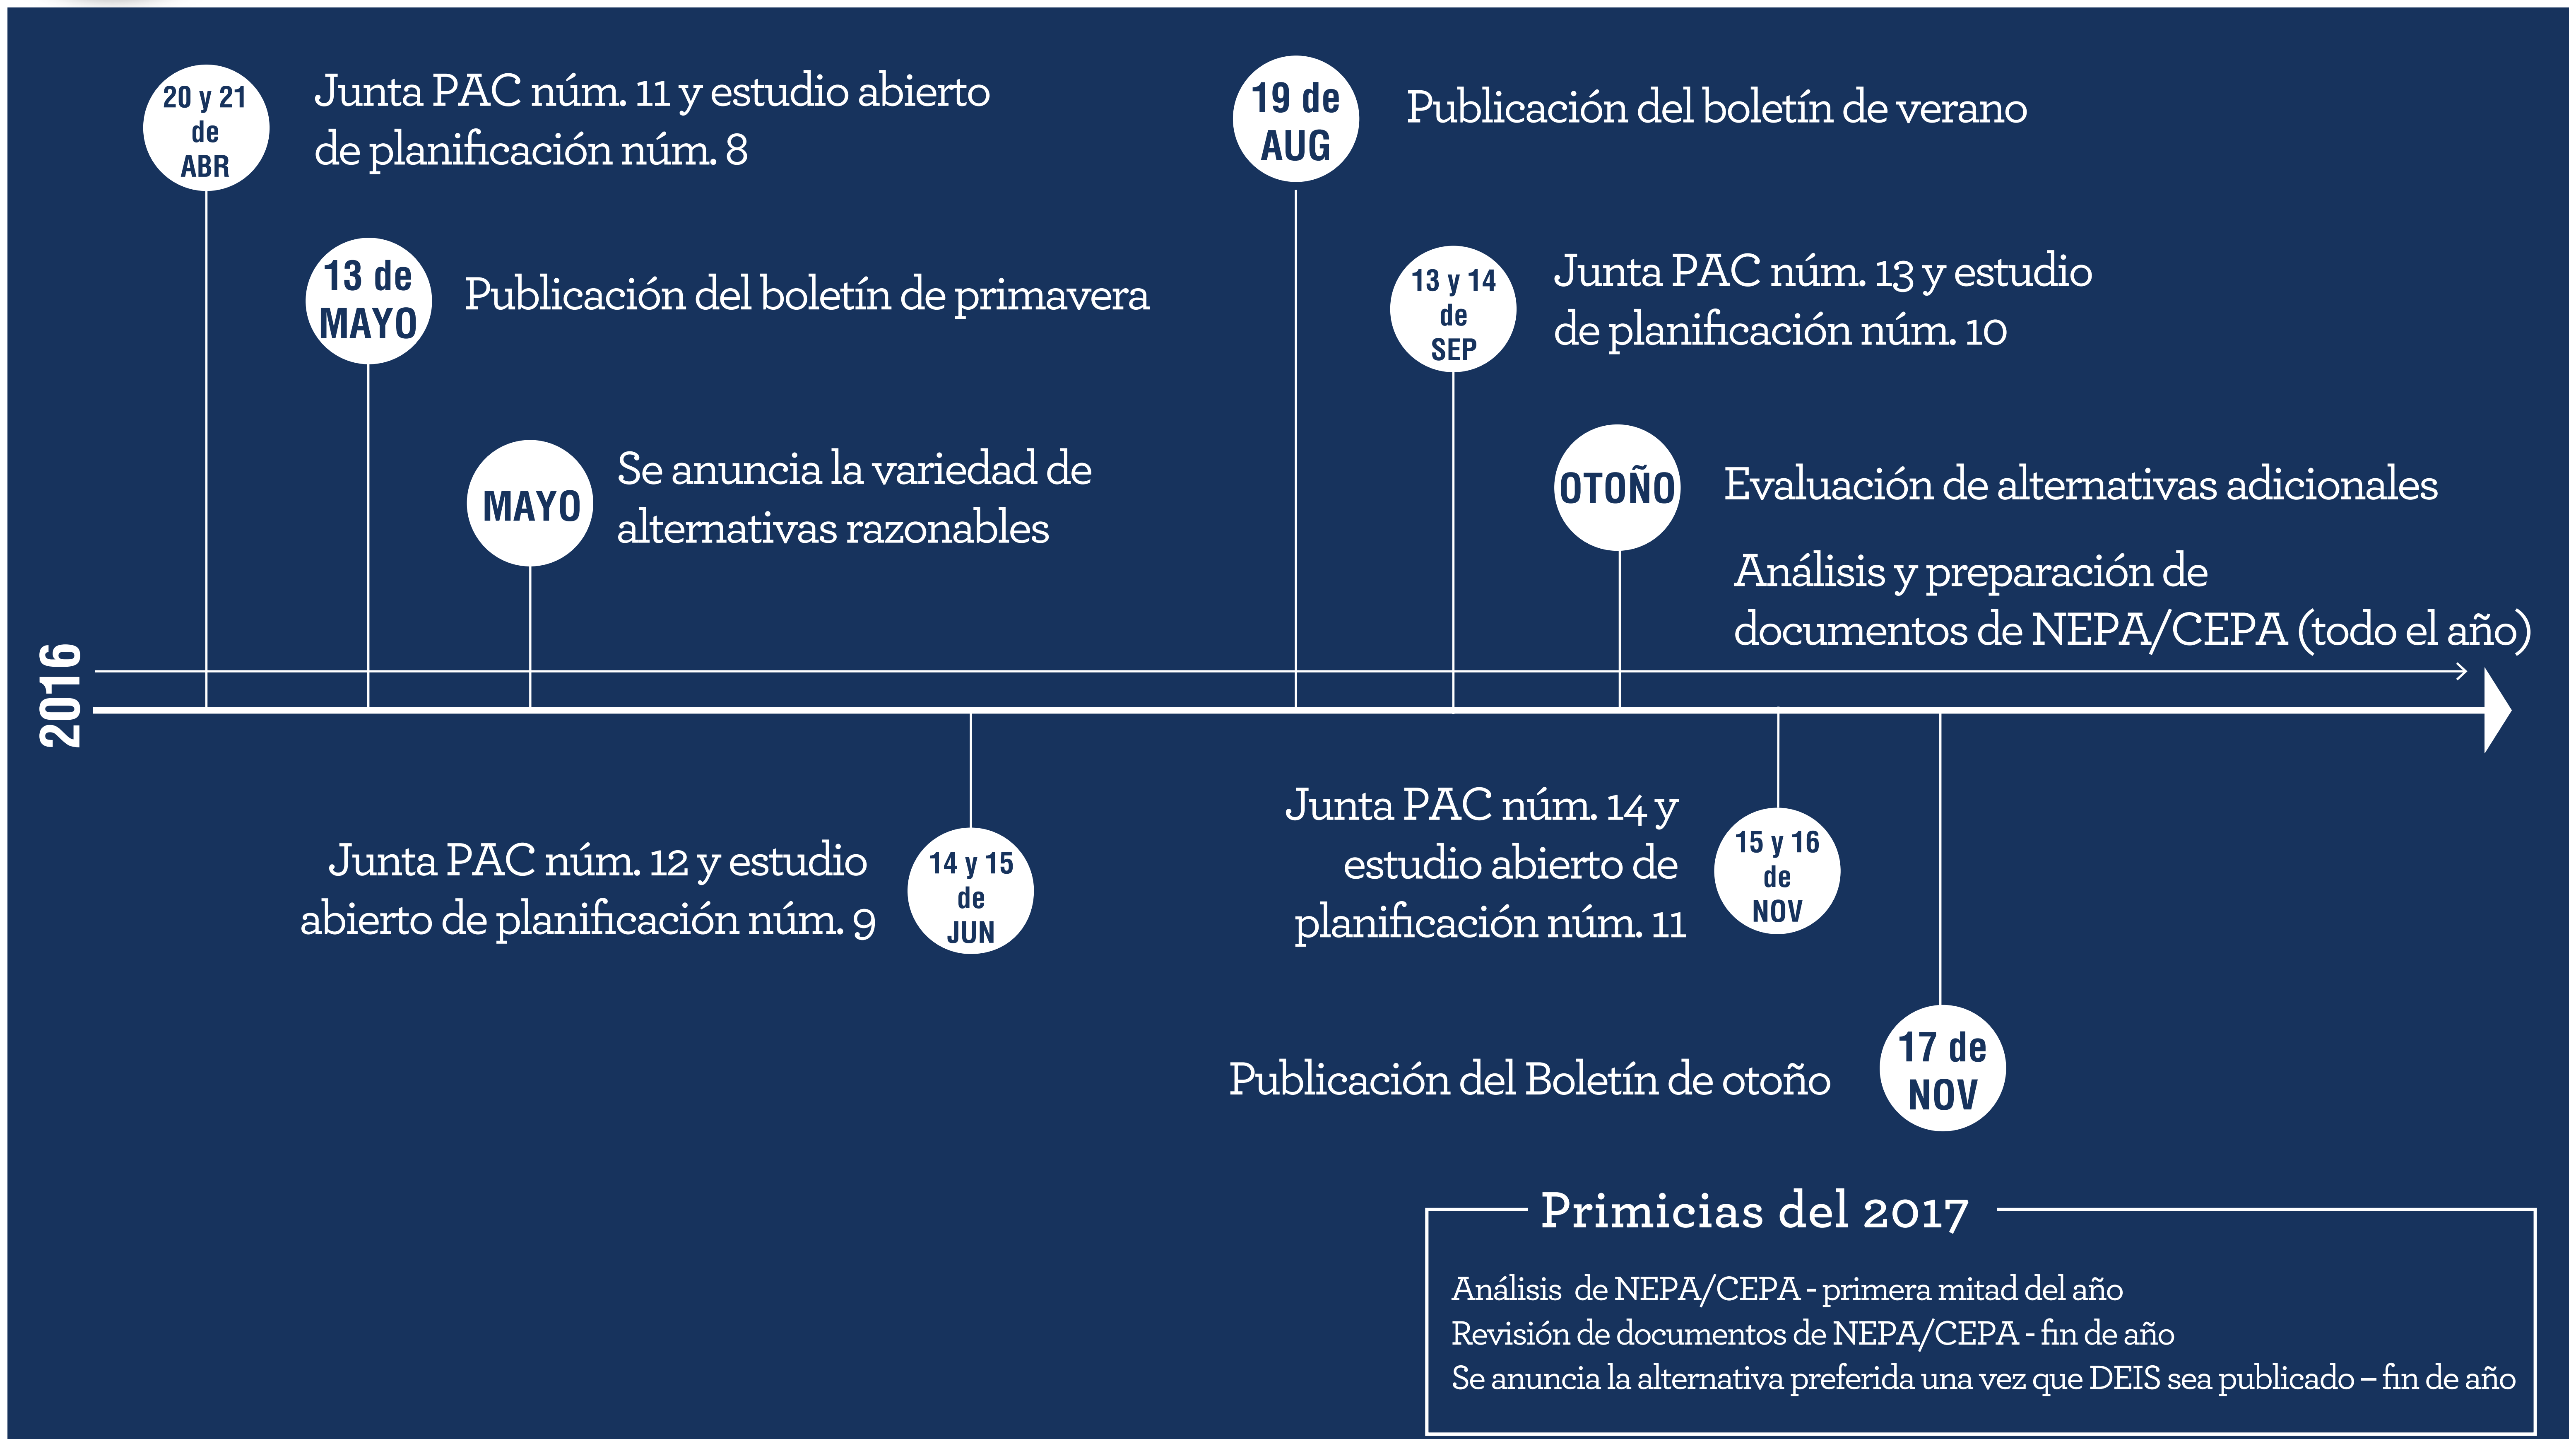 20 y 21
de
ABR
Junta PAC núm. 11 y estudio abierto
de planificación núm. 8
13 de
MAYO
Publicación del boletín de primavera
MAYO
Se anuncia la variedad de
alternativas razonables
19 de
AUG
Publicación del boletín de verano
13 y 14
de
SEP
Junta PAC núm. 13 y estudio
de planificación núm. 10
OTOÑO
Evaluación de alternativas adicionales
Análisis y preparación de
documentos de NEPA/CEPA (todo el año)
2016
Junta PAC núm. 12 y estudio
abierto de planificación núm. 9
14 y 15
de
JUN
Junta PAC núm. 14 y
estudio abierto de
planificación núm. 11
15 y 16
de
NOV
Publicación del Boletín de otoño
17 de
NOV
Primicias del 2017
Análisis de NEPA/CEPA - primera mitad del año
Revisión de documentos de NEPA/CEPA - fin de año
Se anuncia la alternativa preferida una vez que DEIS sea publicado – fin de año